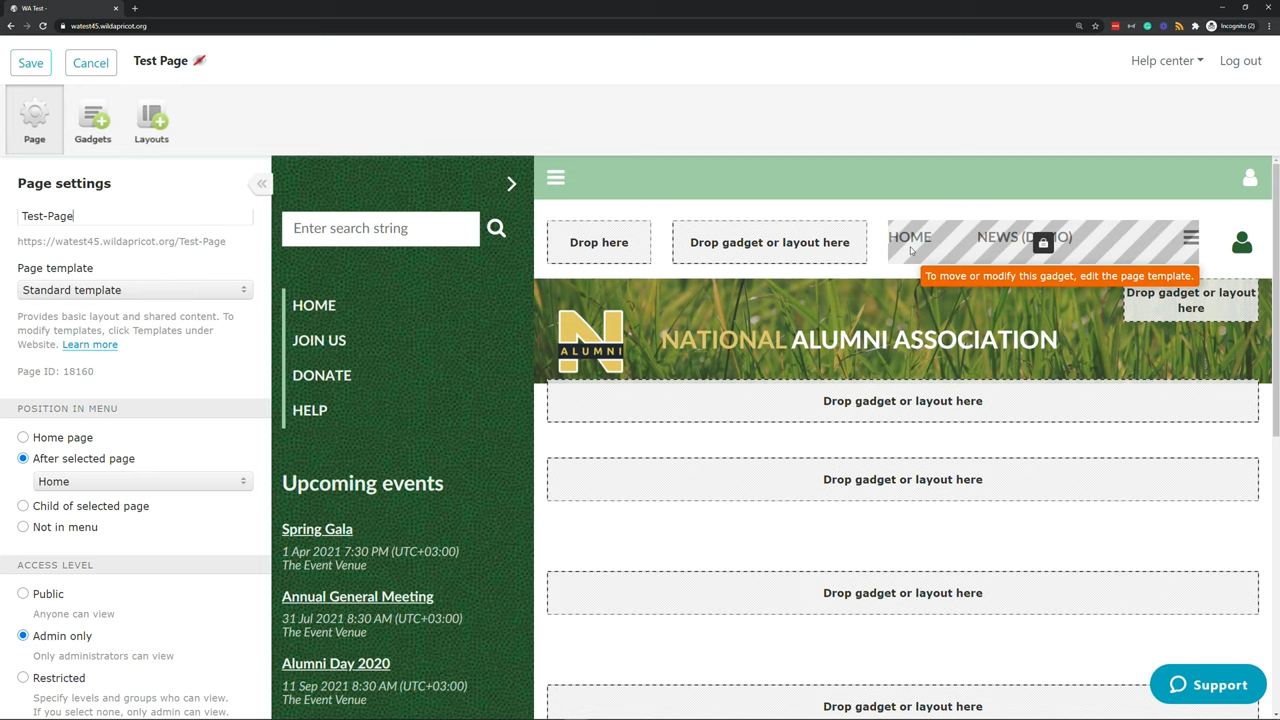 WA Test -
watest45.wildapricot.org
Incognito (2)
Save
Cancel
Test Page
Help center
Log out
Page
Gadgets
Layouts
Page settings
Test-Page
https://watest45.wildapricot.org/Test-Page
Page template
Standard template
Provides basic layout and shared content. To
modify templates, click Templates under
Website. Learn more
Page ID: 18160
POSITION IN MENU
Home page
After selected page
Home
Child of selected page
Not in menu
ACCESS LEVEL
Public
Anyone can view
Admin only
Only administrators can view
Restricted
Specify levels and groups who can view.
If you select none, only admin can view.
Enter search string
HOME
JOIN US
DONATE
HELP
Upcoming events
Spring Gala
1 Apr 2021 7:30 PM (UTC+03:00)
The Event Venue
Annual General Meeting
31 Jul 2021 8:30 AM (UTC+03:00)
The Event Venue
Alumni Day 2020
11 Sep 2021 8:30 AM (UTC+03:00)
The Event Venue
Drop here
Drop gadget or layout here
HOME
NEWS (D MO)
To move or modify this gadget, edit the page template.
Drop gadget or layout
here
N
ALUMNI
NATIONAL ALUMNI ASSOCIATION
Drop gadget or layout here
Drop gadget or layout here
Drop gadget or layout here
Drop gadget or layout here
Support